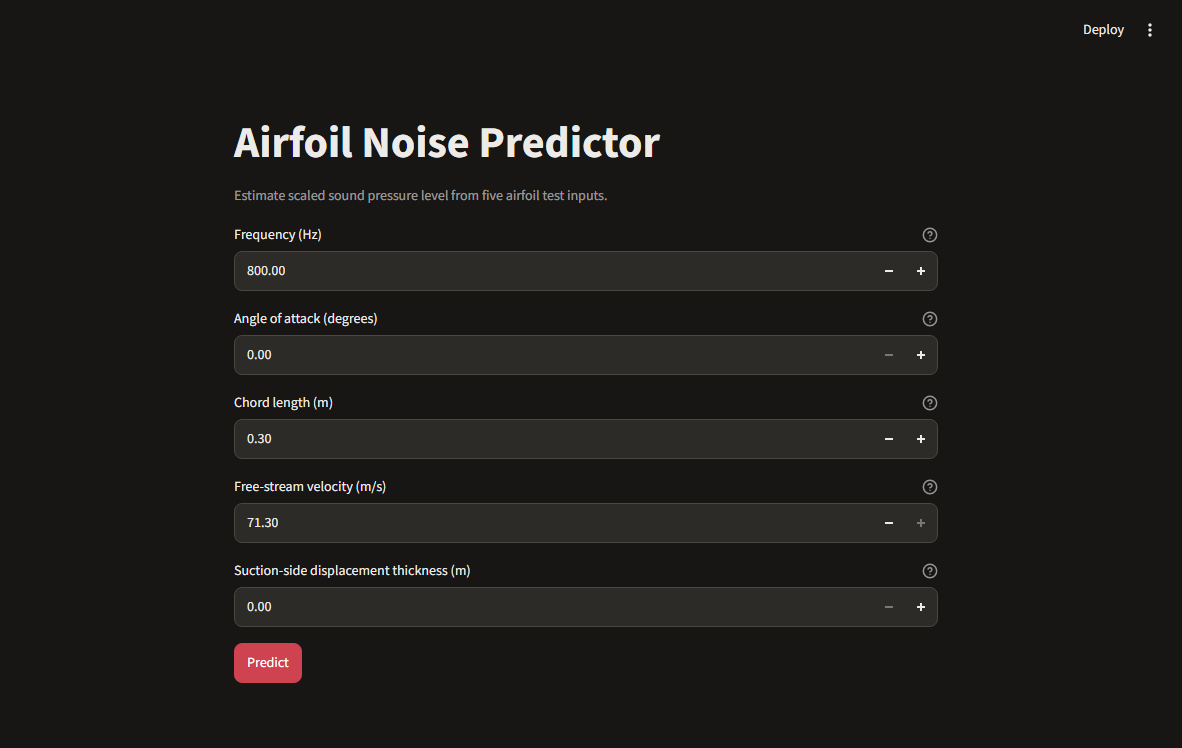 Deploy
Airfoil Noise Predictor
Estimate scaled sound pressure level from five airfoil test inputs.
Frequency (Hz)
800.00
Angle of attack (degrees)
0.00
Chord length (m)
0.30
Free-stream velocity (m/s)
71.30
Suction-side displacement thickness (m)
0.00
Predict